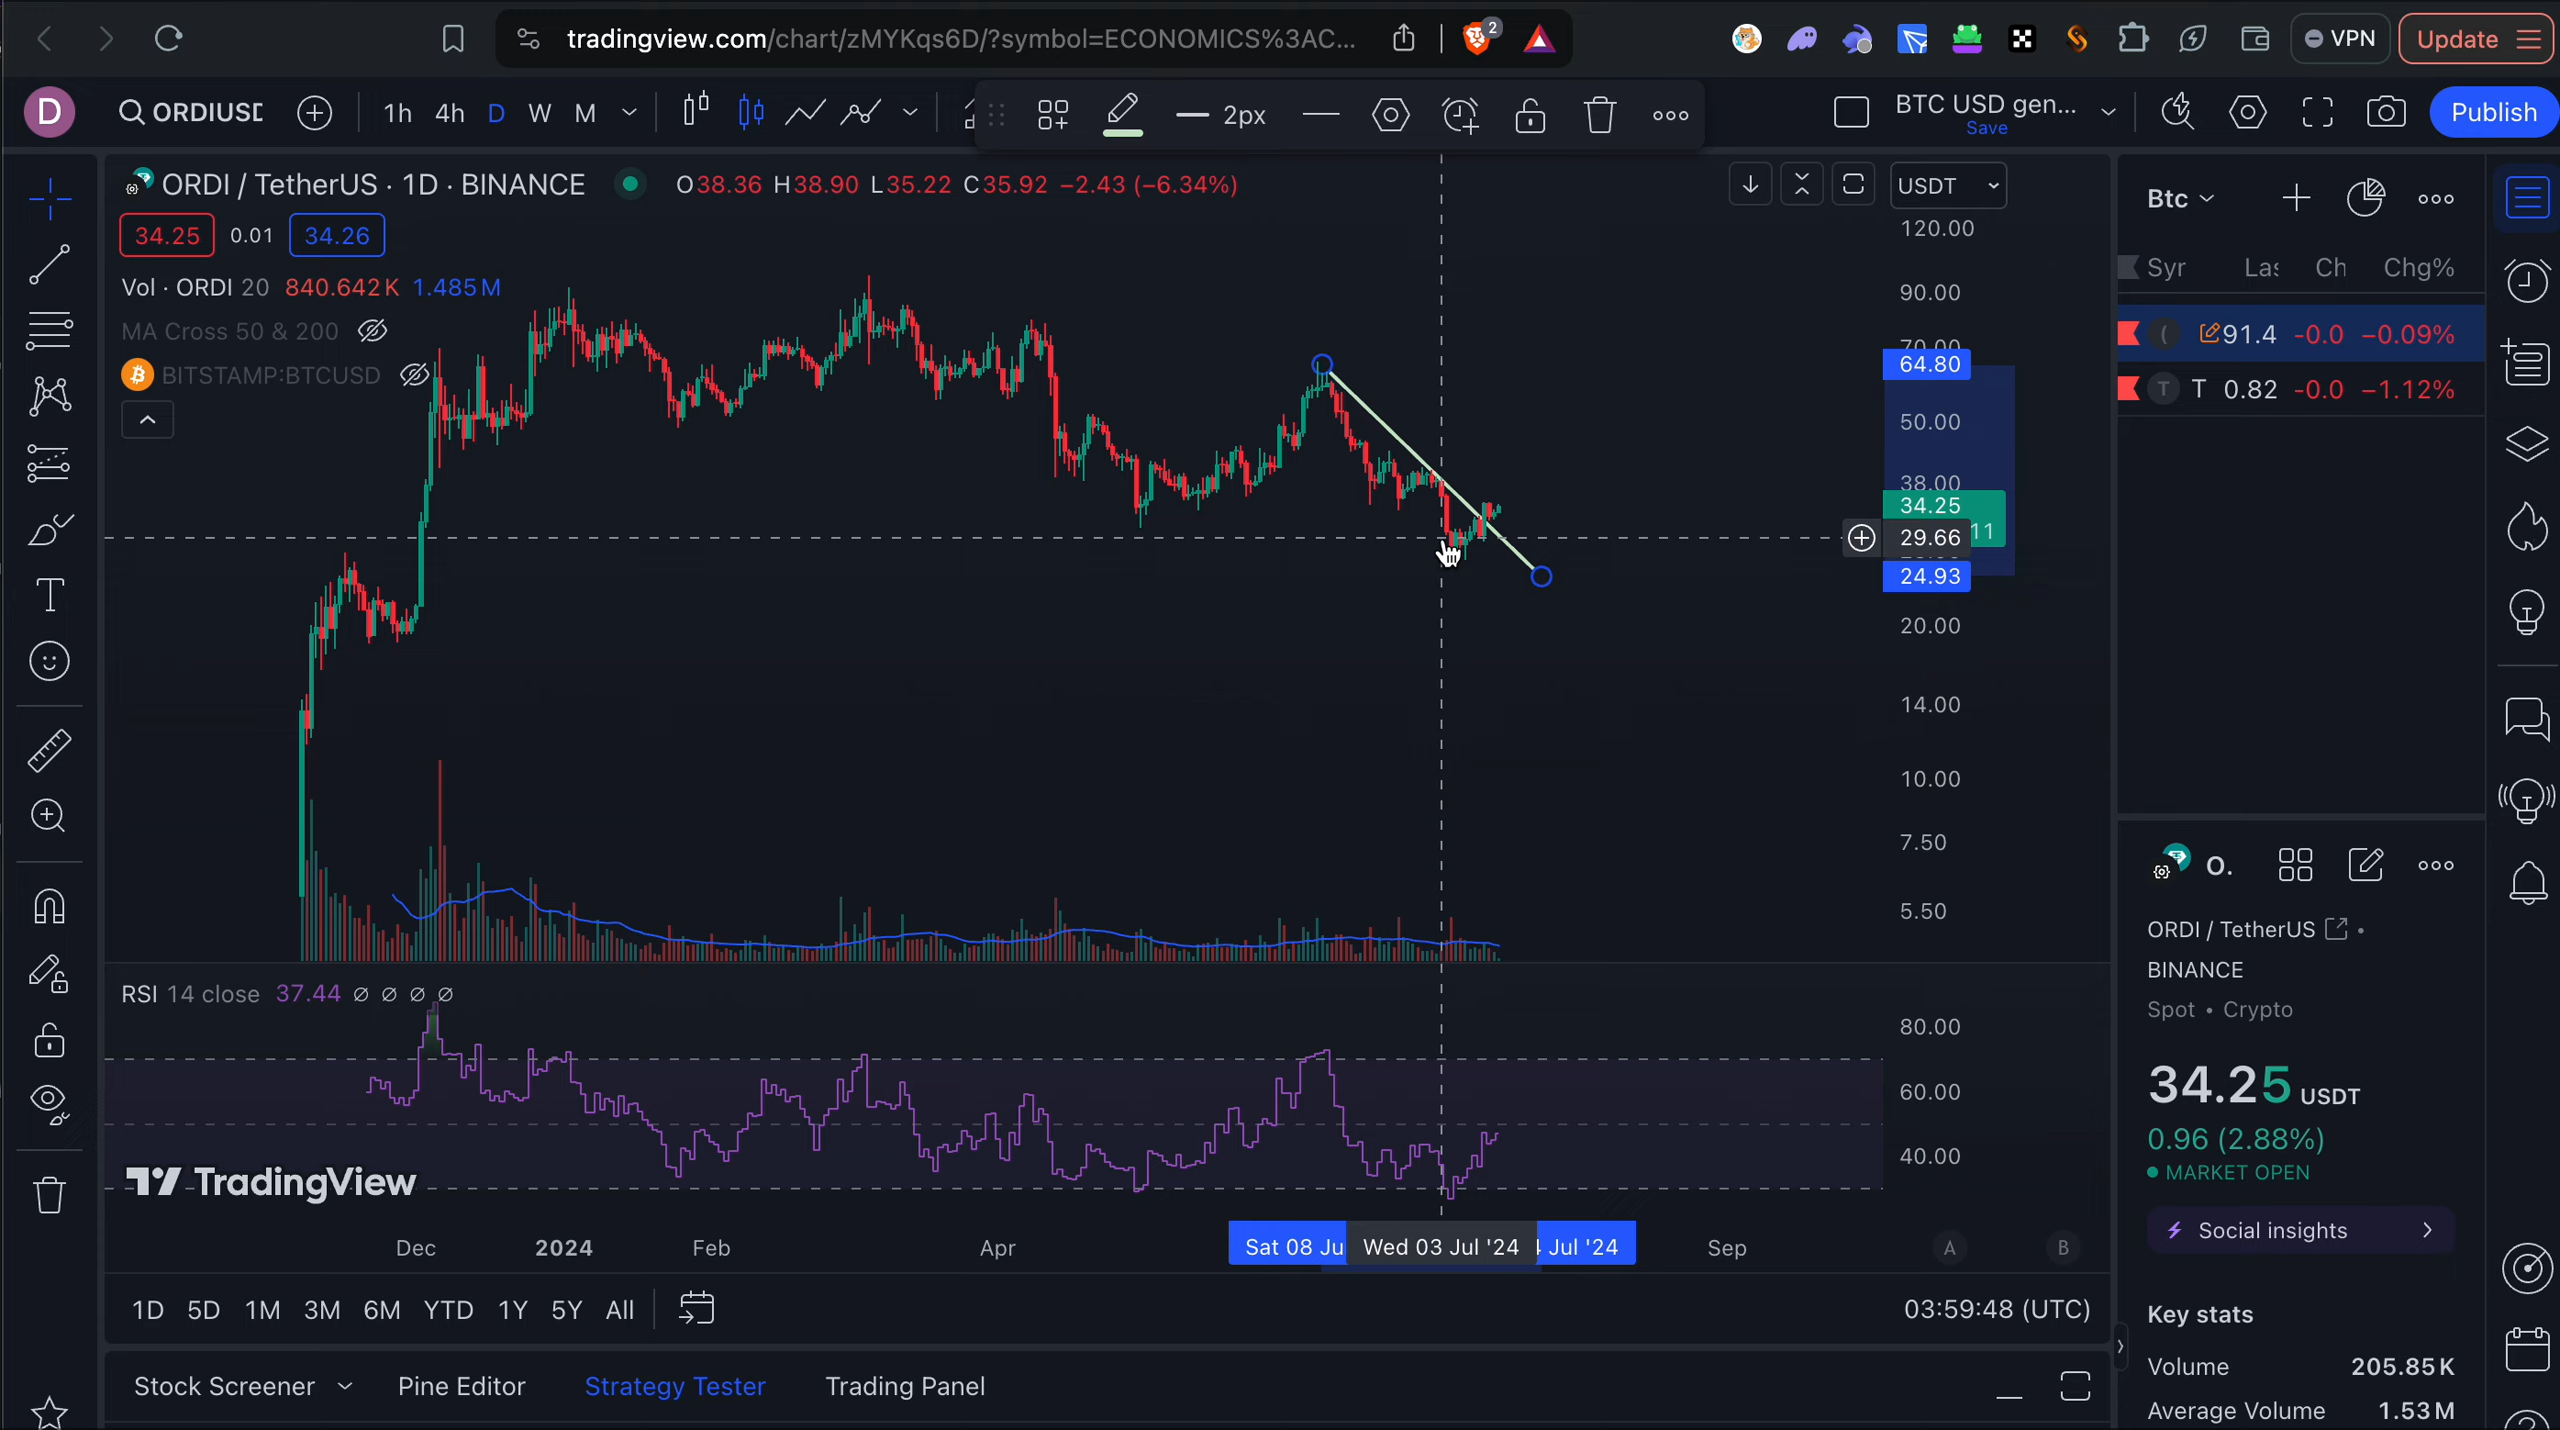 tradingview.com/chart/zMYKqs6D/?symbol=ECONOMICS%3AC...
2
VPN
Update
D
ORDIUSD
1h 4h D W M
2px
BTC USD gen...
Save
Publish
ORDI / TetherUS · 1D · BINANCE
O38.36 H38.90 L35.22 C35.92 −2.43 (−6.34%)
USDT
34.25 0.01 34.26
Vol · ORDI 20 840.642K 1.485M
MA Cross 50 & 200
BITSTAMP:BTCUSD
120.00
90.00
70.00
64.80
50.00
38.00
34.25
29.66
11
24.93
20.00
14.00
10.00
7.50
5.50
RSI 14 close 37.44 ∅ ∅ ∅ ∅
80.00
60.00
40.00
TradingView
Dec 2024 Feb Apr Sat 08 Ju Wed 03 Jul '24 Jul '24 Sep A B
1D 5D 1M 3M 6M YTD 1Y 5Y All
03:59:48 (UTC)
Stock Screener Pine Editor Strategy Tester Trading Panel
Btc
Syr Las Ch Chg%
91.4 -0.0 −0.09%
T T 0.82 -0.0 −1.12%
O.
ORDI / TetherUS •
BINANCE
Spot • Crypto
34.25 USDT
0.96 (2.88%)
MARKET OPEN
Social insights
Key stats
Volume 205.85K
Average Volume 1.53M